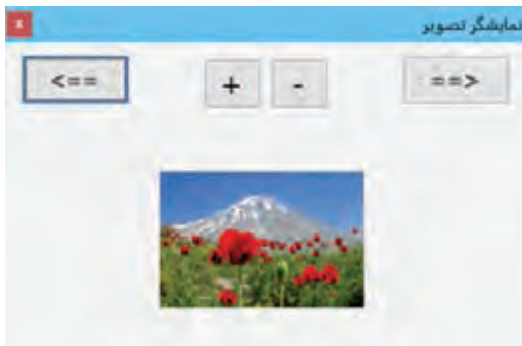 نمایشگر تصویر
x
<==
+
-
==>